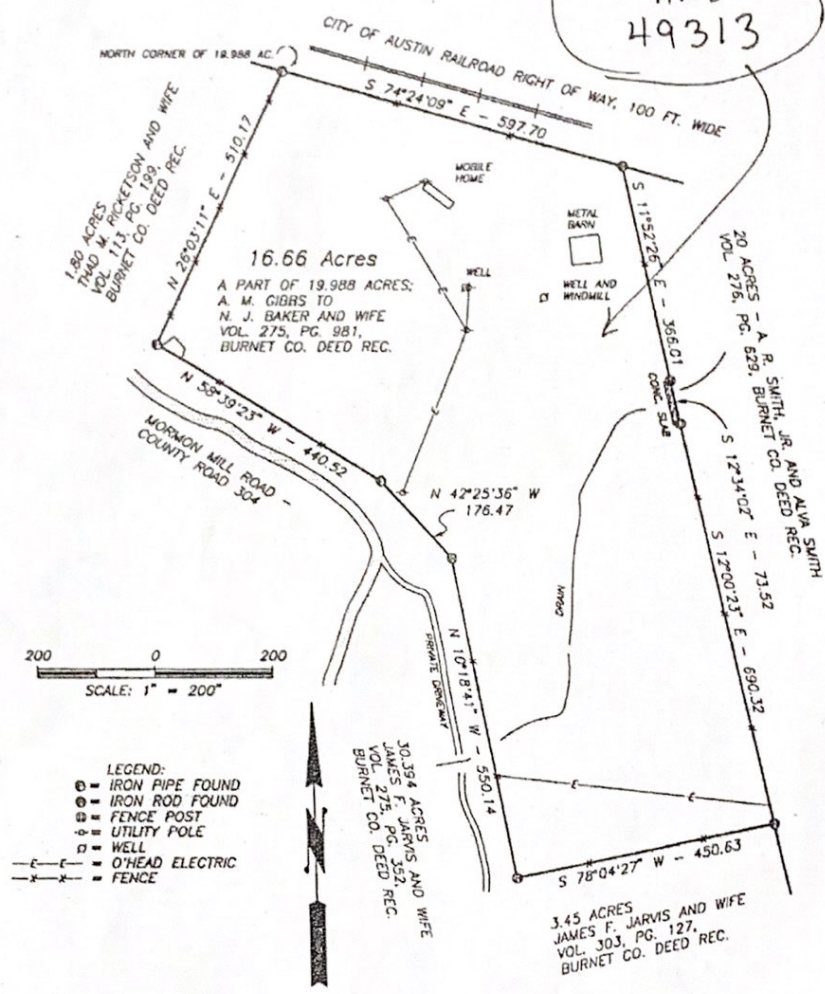 49313
CITY OF AUSTIN RAILROAD RIGHT OF WAY, 100 FT. WIDE
NORTH CORNER OF 19.988 AC.
S 74°24'09" E - 597.70
1.80 ACRES
THAD M. RICKETSON AND WIFE
VOL. 113, PG. 199,
BURNET CO. DEED REC.
N 26°03'11" E - 510.17
MOBILE
HOME
METAL
BARN
WELL
WELL AND
WINDMILL
16.66 Acres
A PART OF 19.988 ACRES;
A. M. GIBBS TO
N. J. BAKER AND WIFE
VOL. 275, PG. 981,
BURNET CO. DEED REC.
S 11°52'26" E - 366.01
20 ACRES - A. R. SMITH, JR. AND ALVA SMITH
VOL. 276, PG. 629, BURNET CO. DEED REC.
CONC. SLAB
S 12°34'02" E - 73.52
S 12°00'23" E - 690.32
N 58°39'23" W - 440.52
MORMON MILL ROAD -
COUNTY ROAD 304
N 42°25'36" W
176.47
DRAIN
PRIVATE DRIVEWAY
N 10°18'41" W - 550.14
200 0 200
SCALE: 1" = 200"
30.394 ACRES
JAMES F. JARVIS AND WIFE
VOL. 275, PG. 352,
BURNET CO. DEED REC.
LEGEND:
= IRON PIPE FOUND
= IRON ROD FOUND
= FENCE POST
= UTILITY POLE
= WELL
E E = O'HEAD ELECTRIC
x x = FENCE
S 78°04'27" W - 450.63
3.45 ACRES
JAMES F. JARVIS AND WIFE
VOL. 303, PG. 127,
BURNET CO. DEED REC.